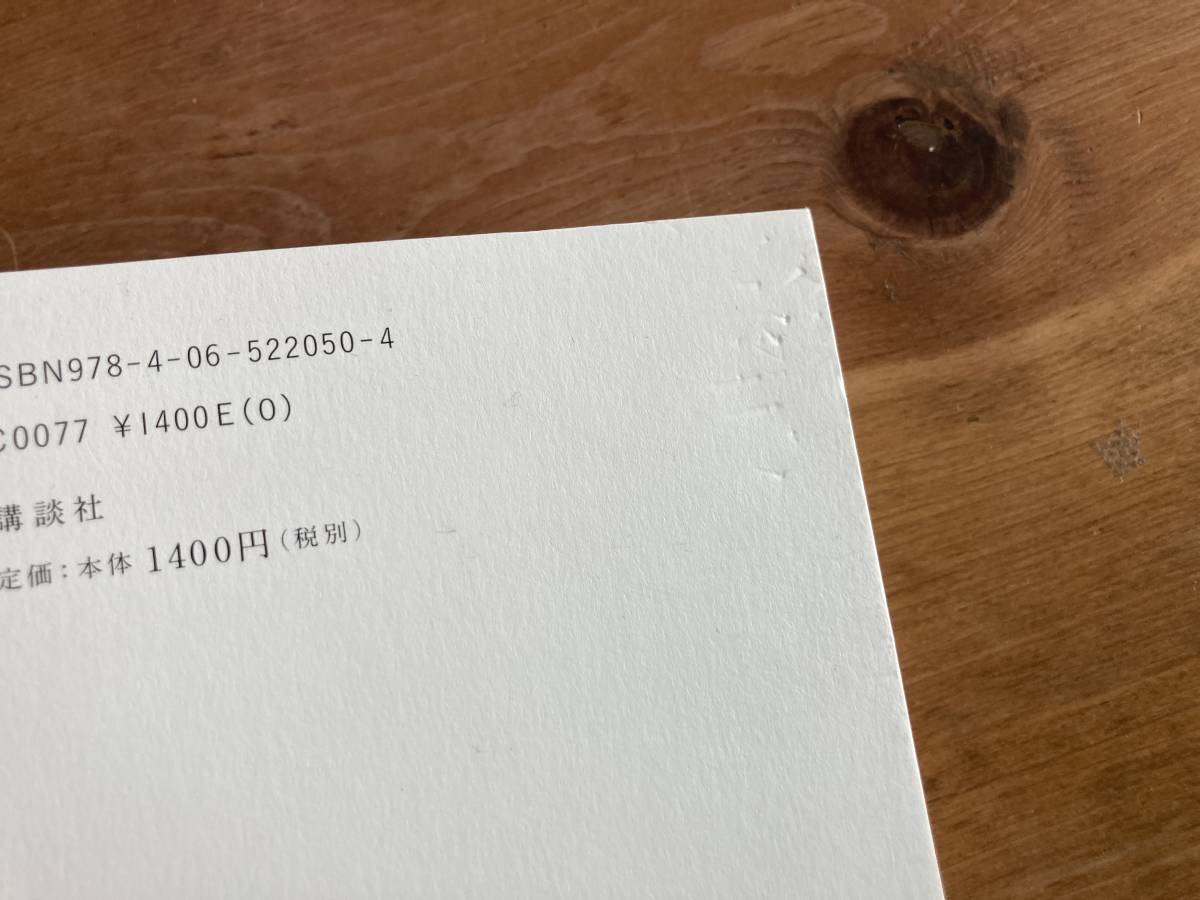 SBN978-4-06-522050-4
C0077 ¥1400E(0)
講談社
定価：本体 1400円（税別）